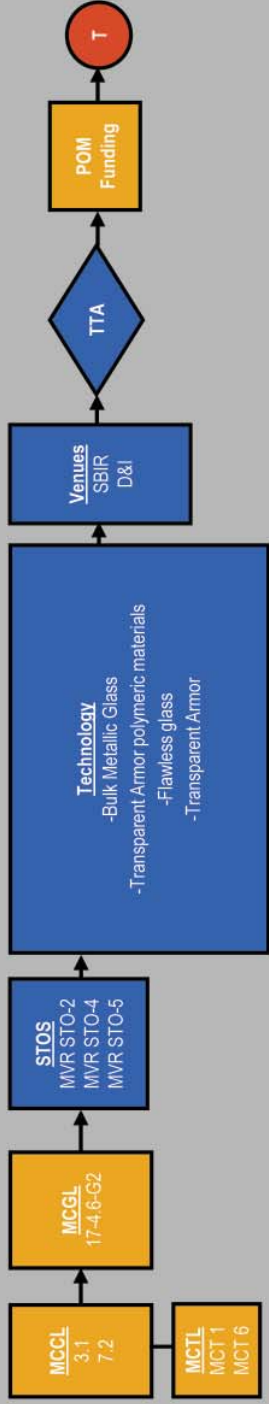 MCCL
3.1
7.2
MCTL
MCT 1
MCT 6
MCGL
17-4.6-G2
STOS
MVR STO-2
MVR STO-4
MVR STO-5
Technology
-Bulk Metallic Glass
-Transparent Armor polymeric materials
-Flawless glass
-Transparent Armor
Venues
SBIR
D&I
TTA
POM
Funding
T